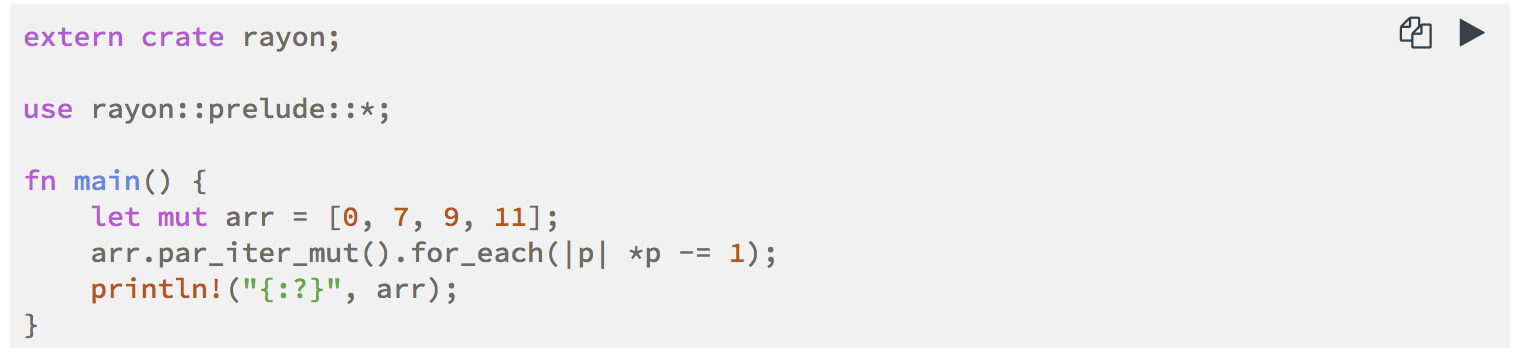 extern crate rayon;
use rayon::prelude::*;
fn main() {
    let mut arr = [0, 7, 9, 11];
    arr.par_iter_mut().for_each(|p| *p -= 1);
    println!("{:?}", arr);
}